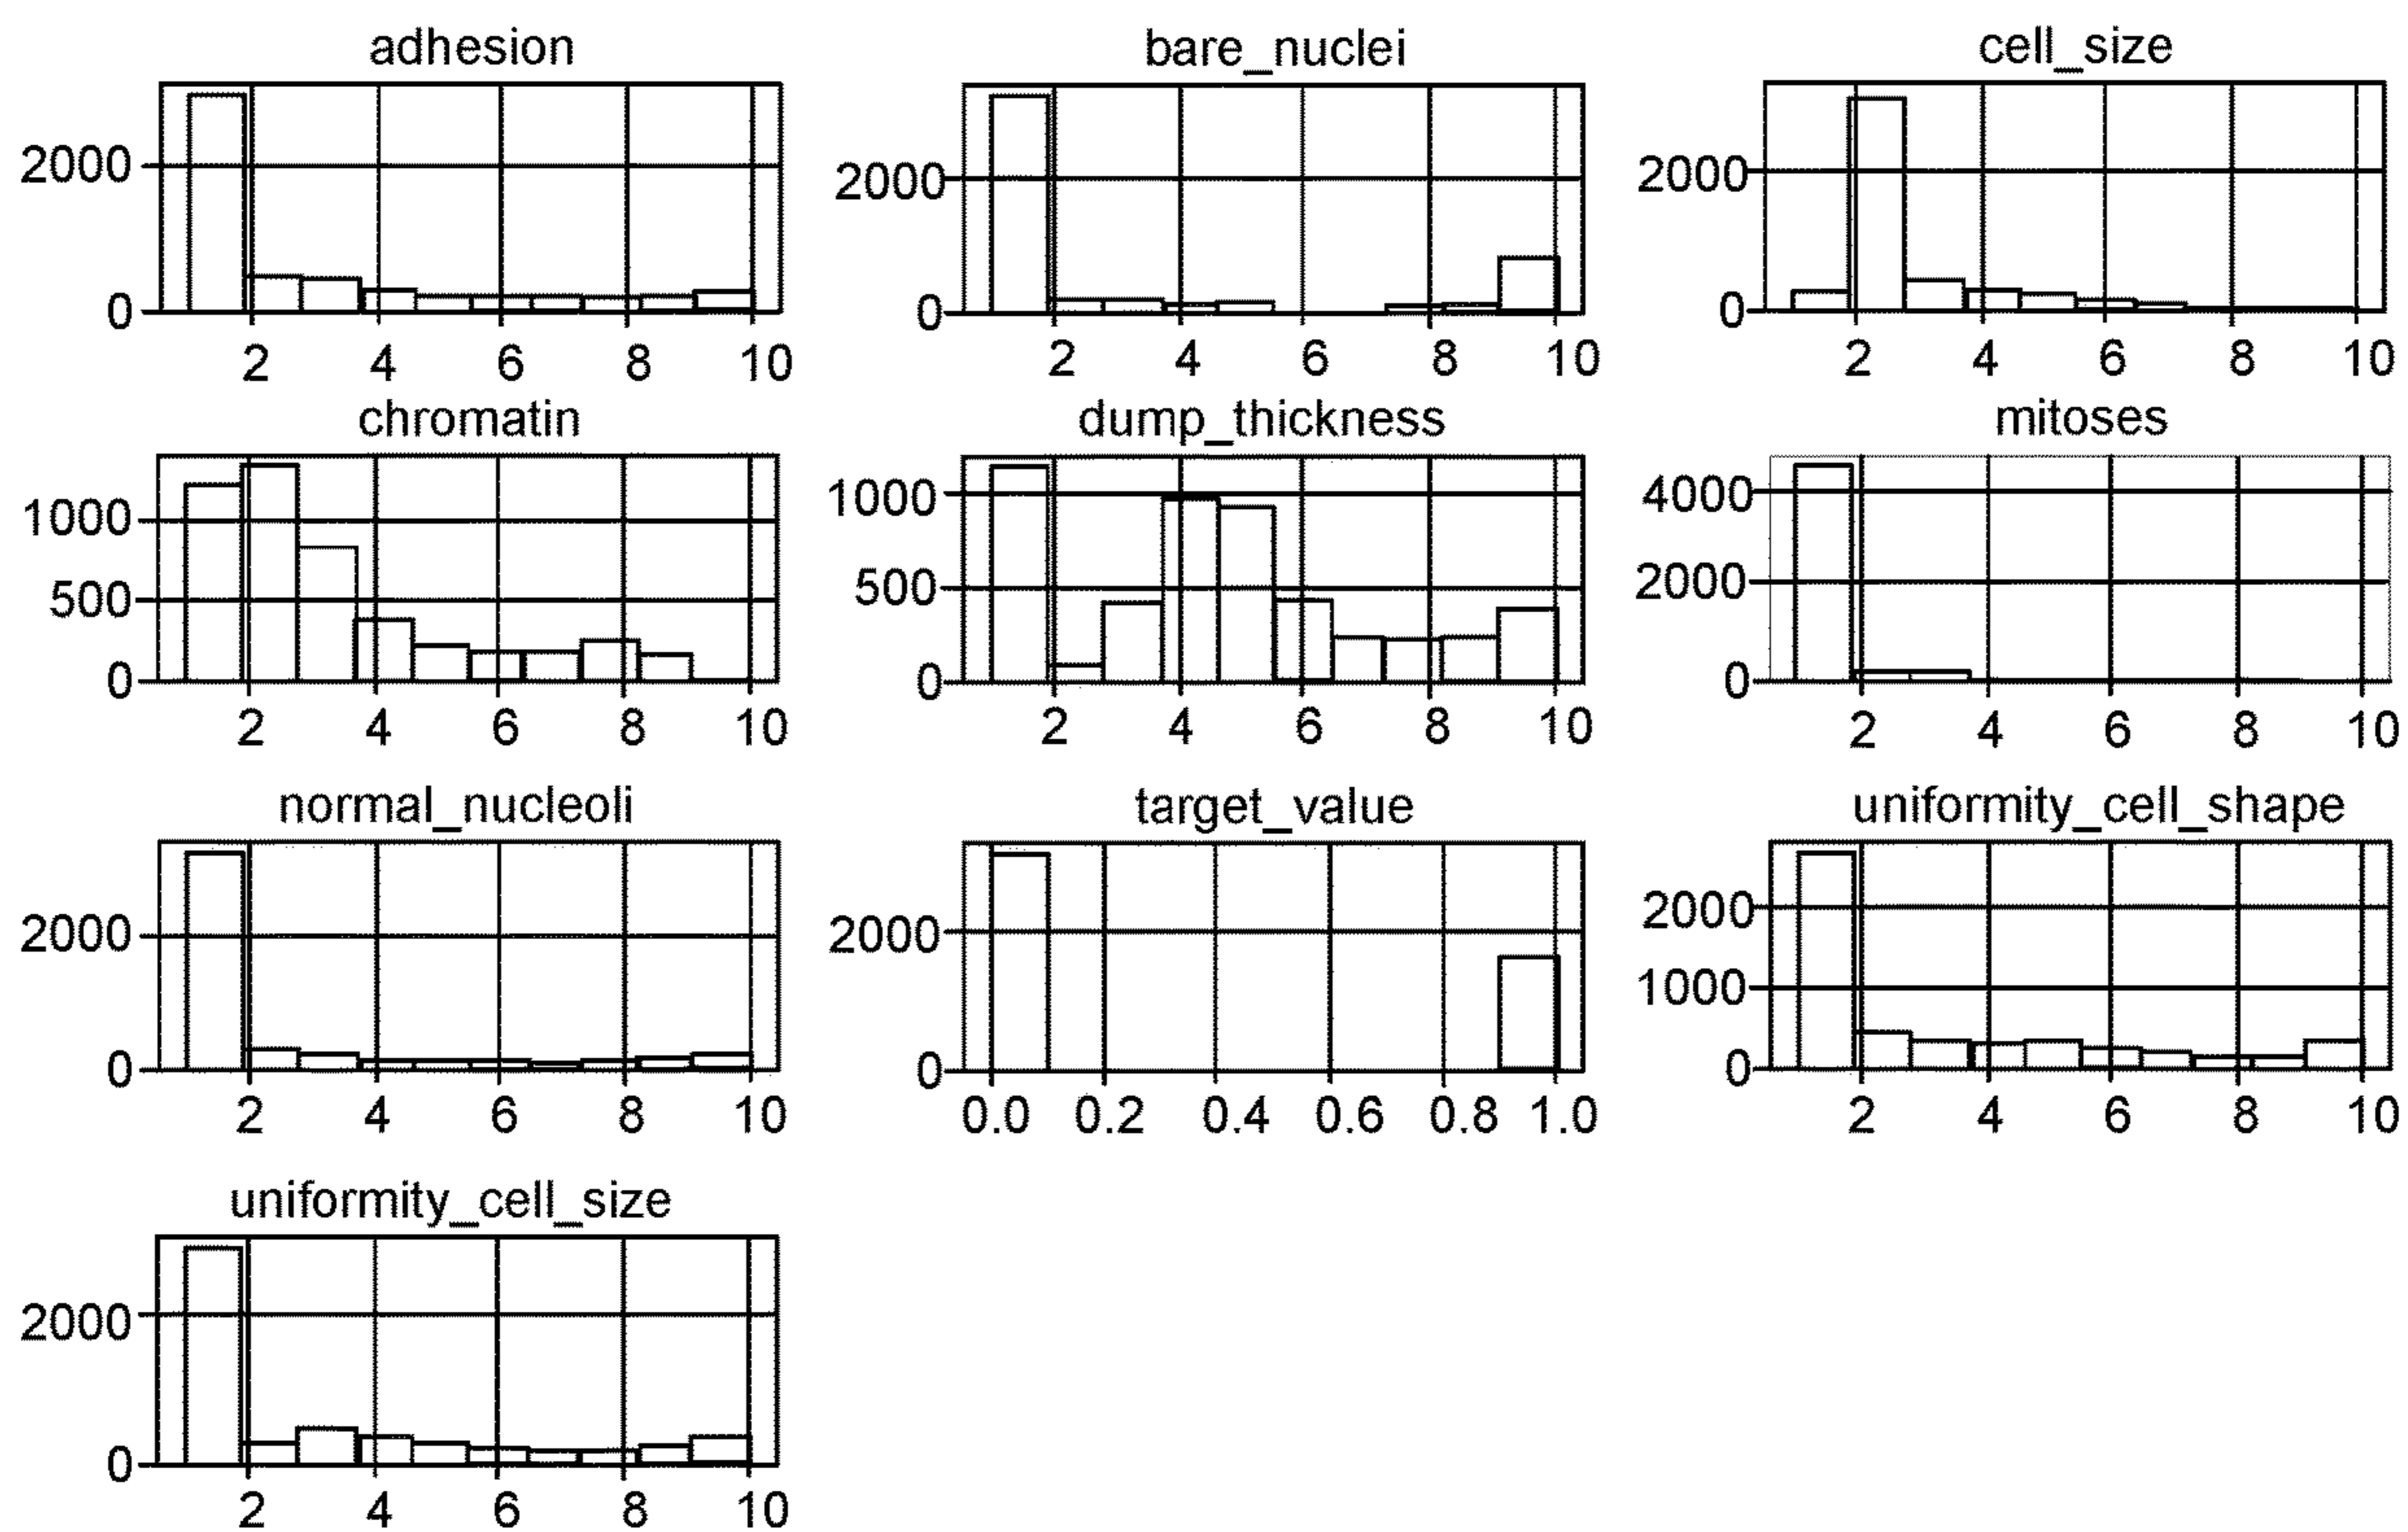 adhesion bare_nuclei cell_size
2000 2000 2000
0 0 0
2 4 6 8 10 2 4 6 8 10 2 4 6 8 10
chromatin dump_thickness mitoses
1000 1000 4000
500 500 2000
0 0 0
2 4 6 8 10 2 4 6 8 10 2 4 6 8 10
normal_nucleoli target_value uniformity_cell_shape
2000 2000 2000
1000
0 0 0
2 4 6 8 10 0.0 0.2 0.4 0.6 0.8 1.0 2 4 6 8 10
uniformity_cell_size
2000
0
2 4 6 8 10